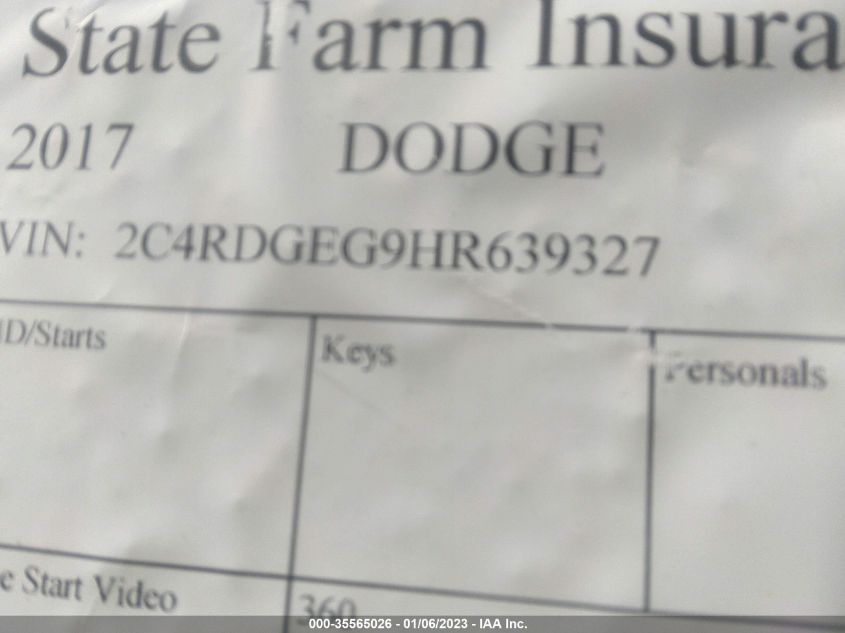 State Farm Insura
2017 DODGE
VIN: 2C4RDGEG9HR639327
D/Starts Keys Personals
e Start Video 360
000-35565026 - 01/06/2023 - IAA Inc.